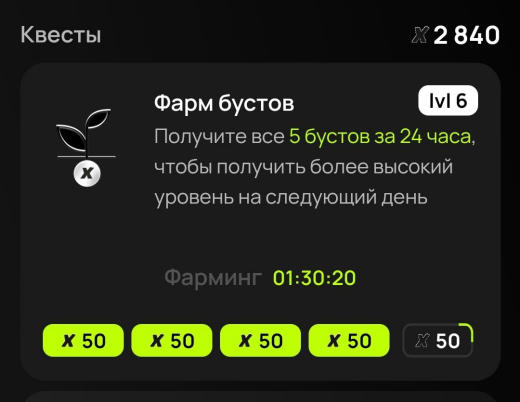 Квесты
X 2 840
Фарм бустов
lvl 6
Получите все 5 бустов за 24 часа,
чтобы получить более высокий
уровень на следующий день
X
Фарминг 01:30:20
X 50 X 50 X 50 X 50 X 50